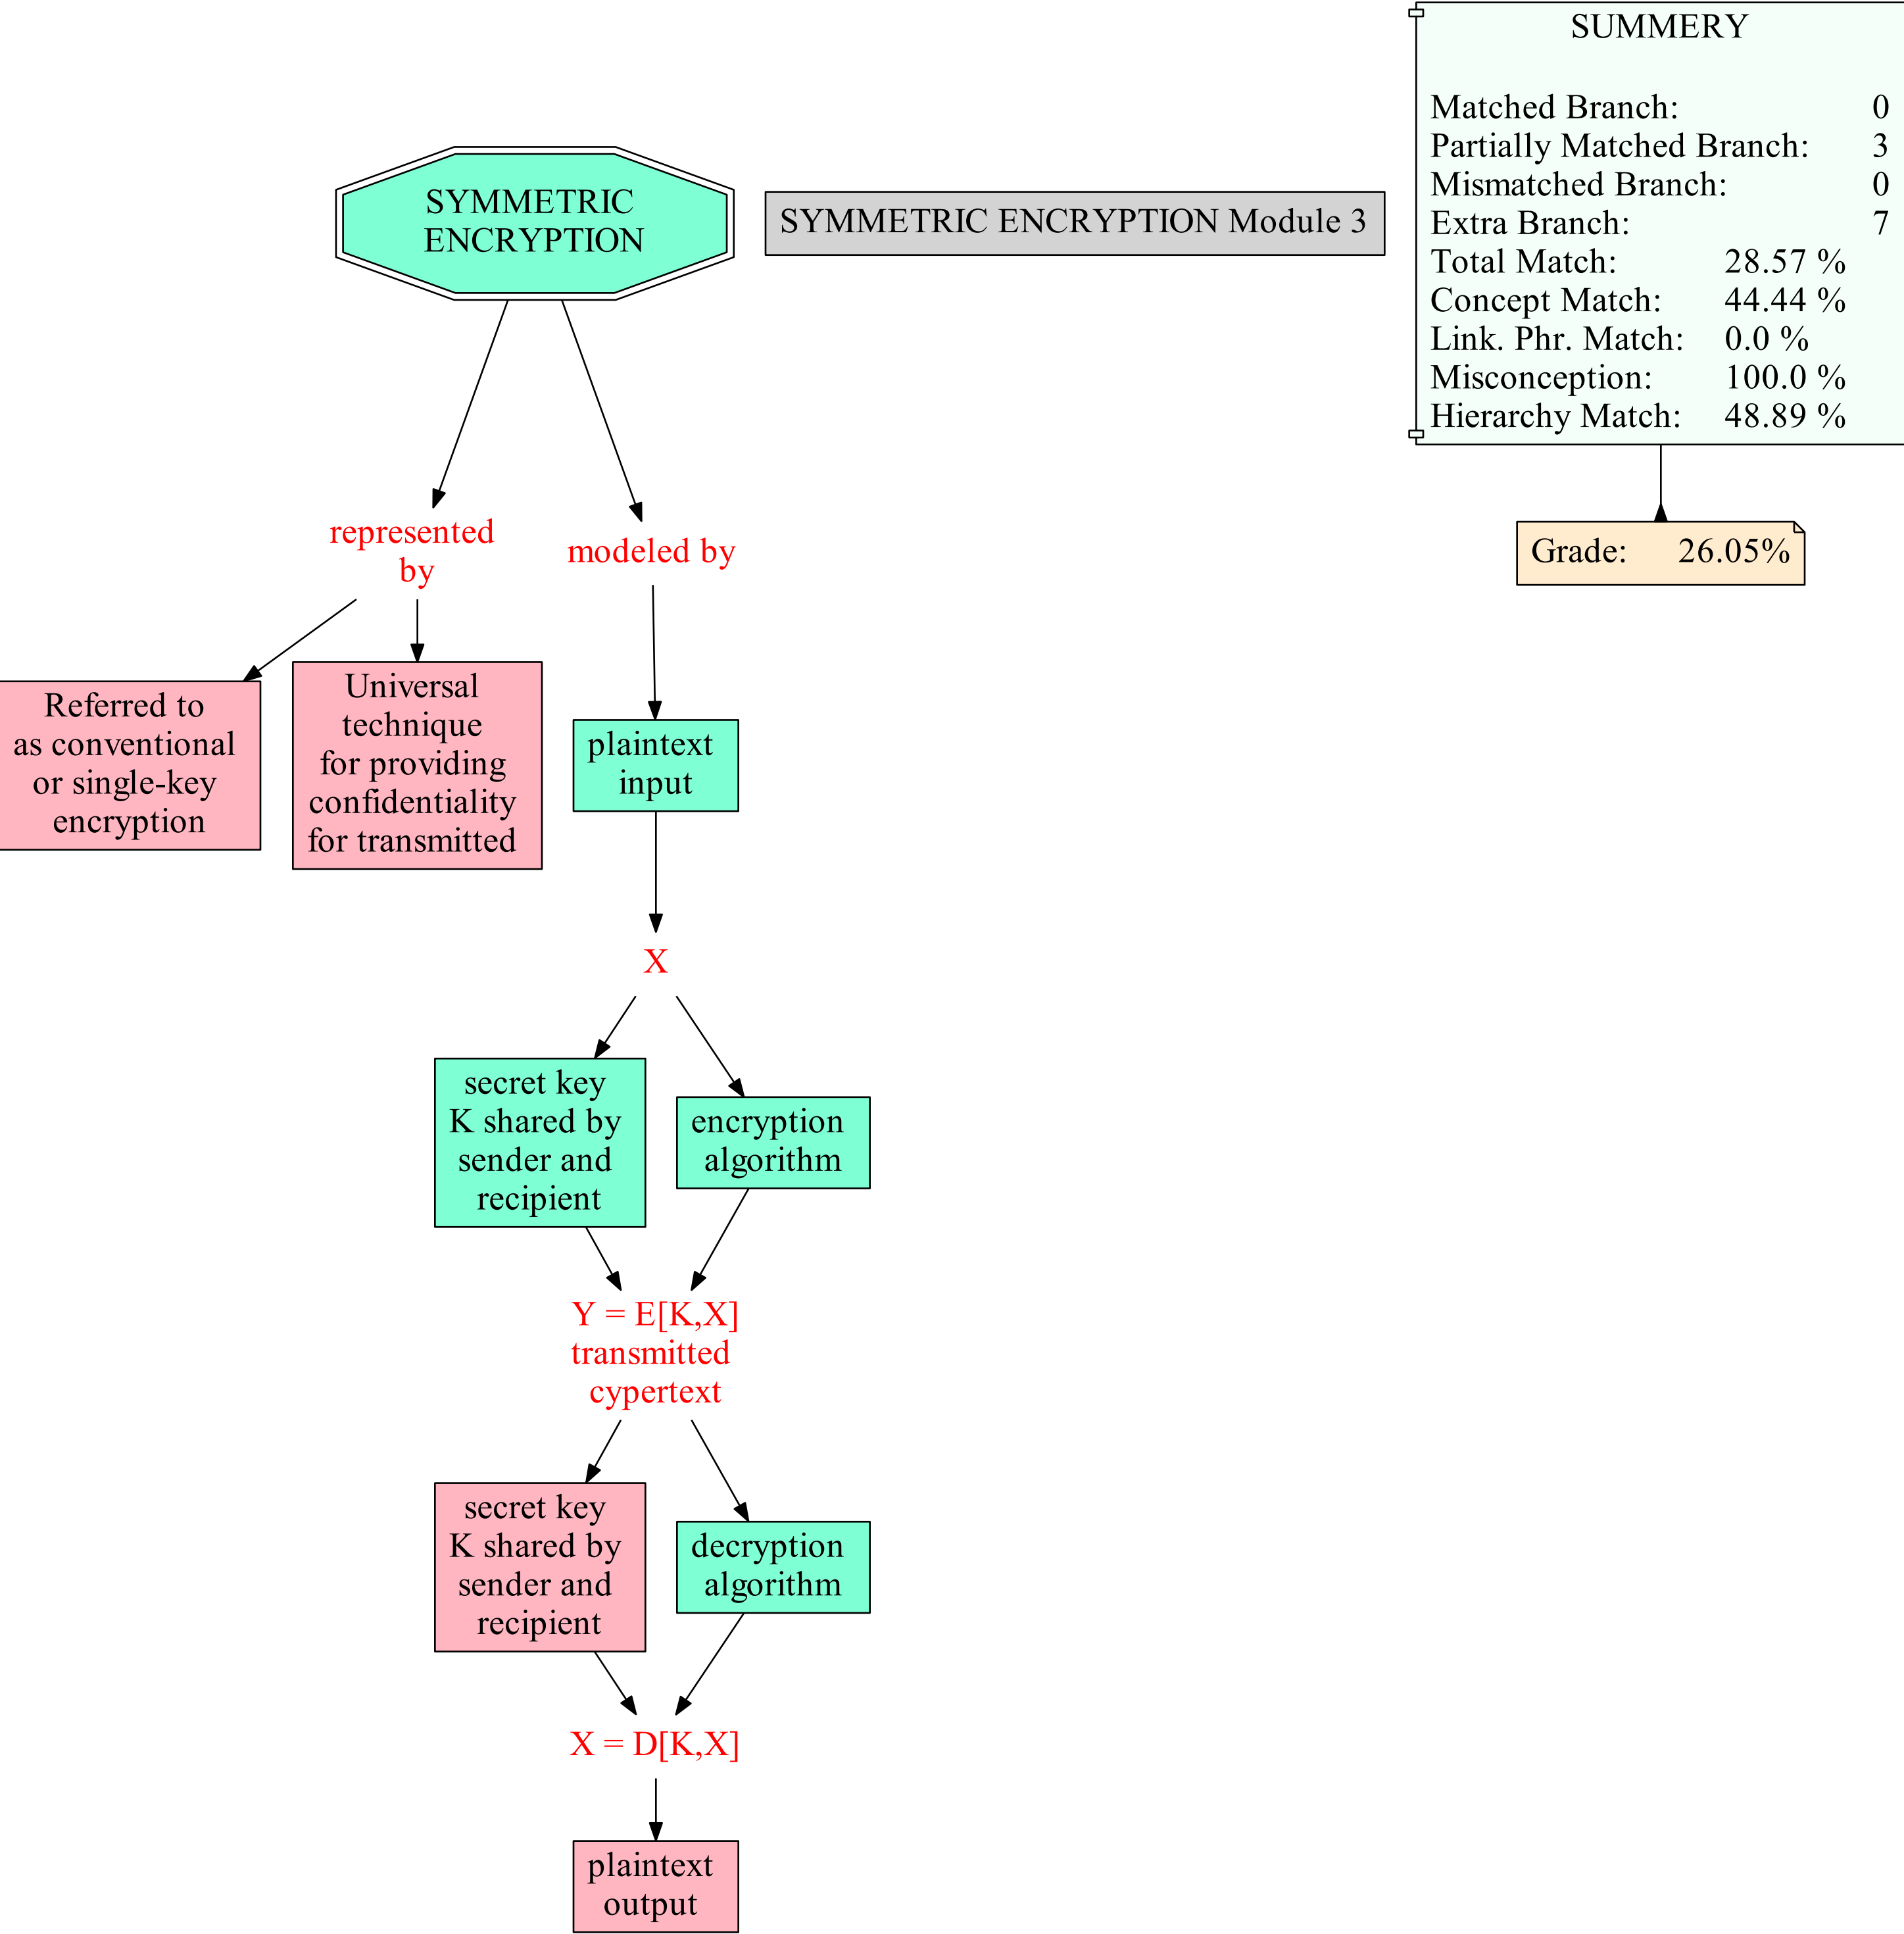 SUMMERY
Matched Branch: 0
Partially Matched Branch: 3
Mismatched Branch: 0
Extra Branch: 7
Total Match: 28.57 %
Concept Match: 44.44 %
Link. Phr. Match: 0.0 %
Misconception: 100.0 %
Hierarchy Match: 48.89 %
Grade: 26.05%
SYMMETRIC
ENCRYPTION
SYMMETRIC ENCRYPTION Module 3
represented
by
modeled by
Referred to
as conventional
or single-key
encryption
Universal
technique
for providing
confidentiality
for transmitted
plaintext
input
X
secret key
K shared by
sender and
recipient
encryption
algorithm
Y = E[K,X]
transmitted
cypertext
secret key
K shared by
sender and
recipient
decryption
algorithm
X = D[K,X]
plaintext
output